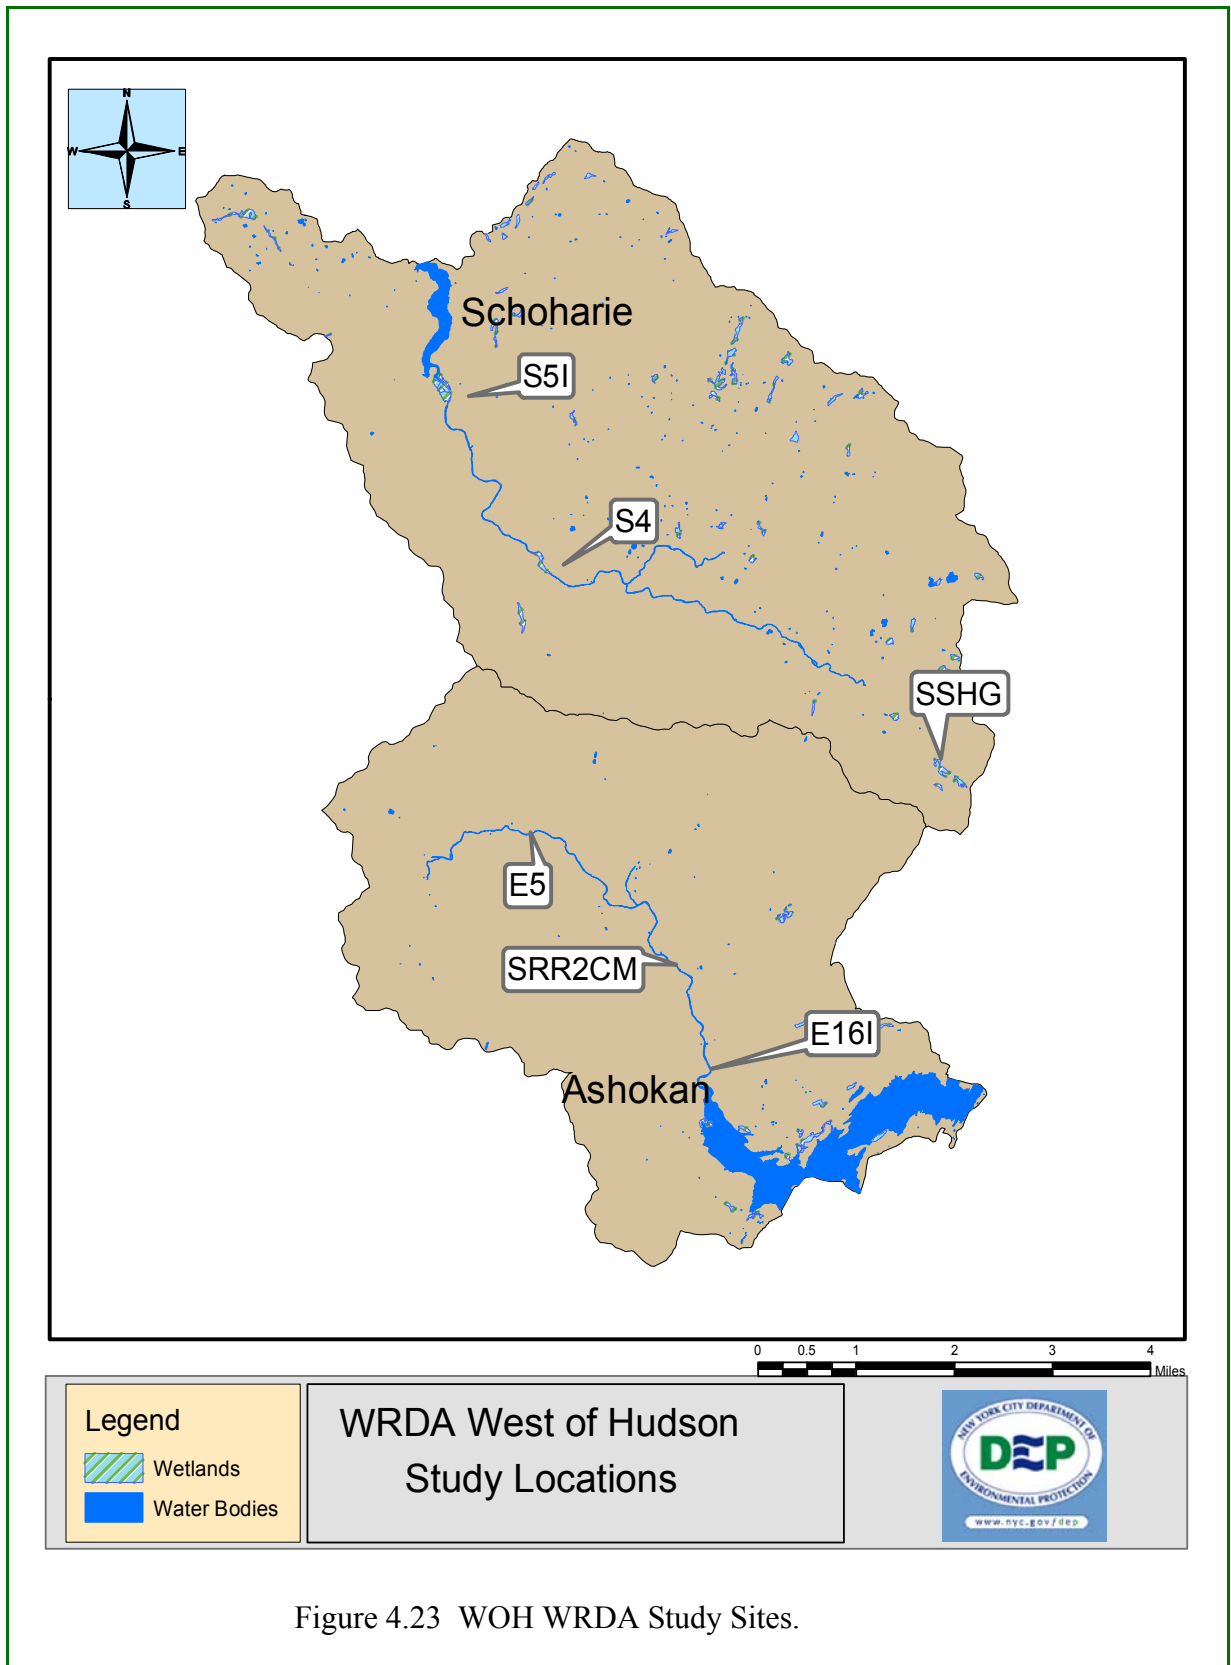 N
W
E
S
Schoharie
S5I
S4
SSHG
E5
SRR2CM
E16I
Ashokan
0 0.5 1 2 3 4
Miles
Legend
Wetlands
Water Bodies
WRDA West of Hudson
Study Locations
NEW YORK CITY DEPARTMENT OF
DEP
ENVIRONMENTAL PROTECTION
www.nyc.gov/dep
Figure 4.23 WOH WRDA Study Sites.